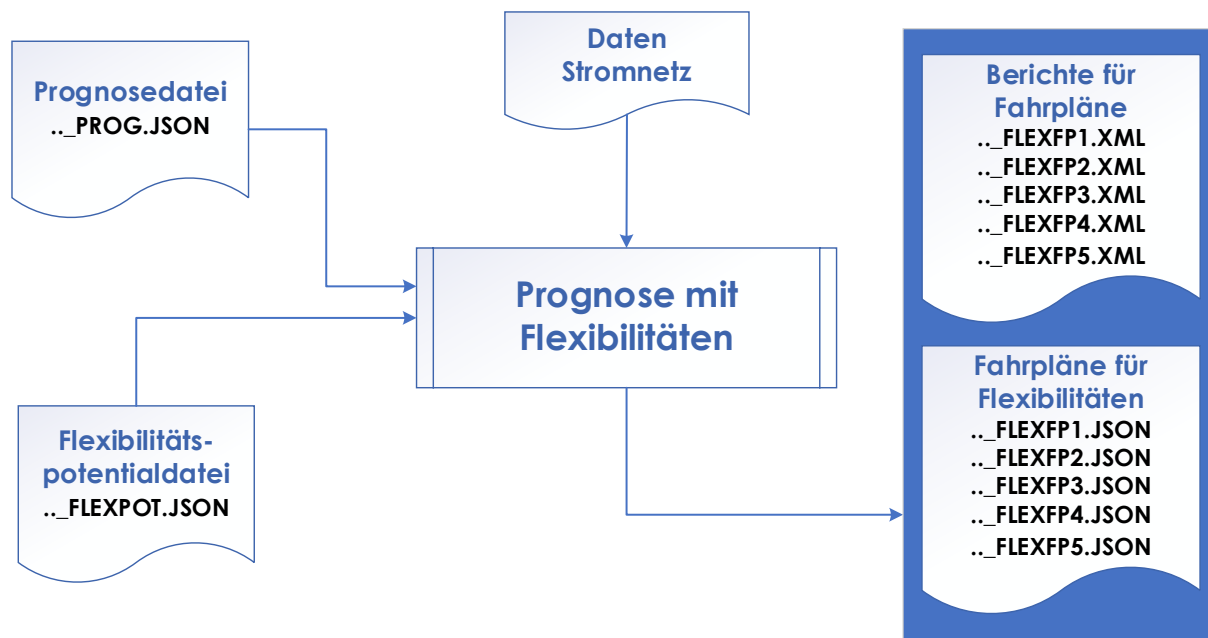 Prognosedatei
.._PROG.JSON
Daten
Stromnetz
Prognose mit
Flexibilitäten
Flexibilitäts-
potentialdatei
.._FLEXPOT.JSON
Berichte für
Fahrpläne
.._FLEXFP1.XML
.._FLEXFP2.XML
.._FLEXFP3.XML
.._FLEXFP4.XML
.._FLEXFP5.XML
Fahrpläne für
Flexibilitäten
.._FLEXFP1.JSON
.._FLEXFP2.JSON
.._FLEXFP3.JSON
.._FLEXFP4.JSON
.._FLEXFP5.JSON